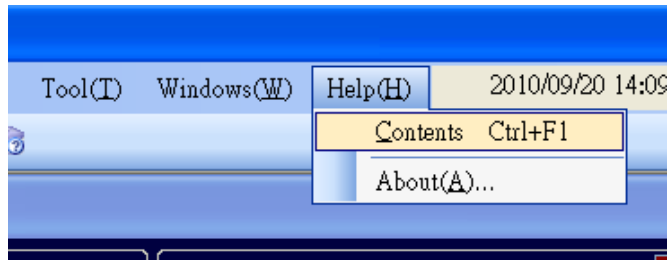 Tool(T) Windows(W) Help(H) 2010/09/20 14:09
Contents Ctrl+F1
About(A)...